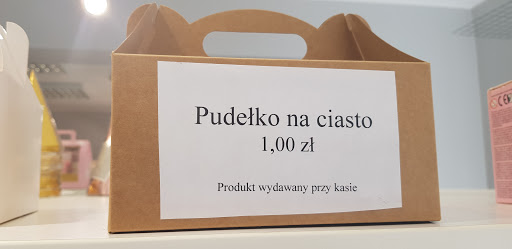 Pudełko na ciasto
1,00 zł
Produkt wydawany przy kasie